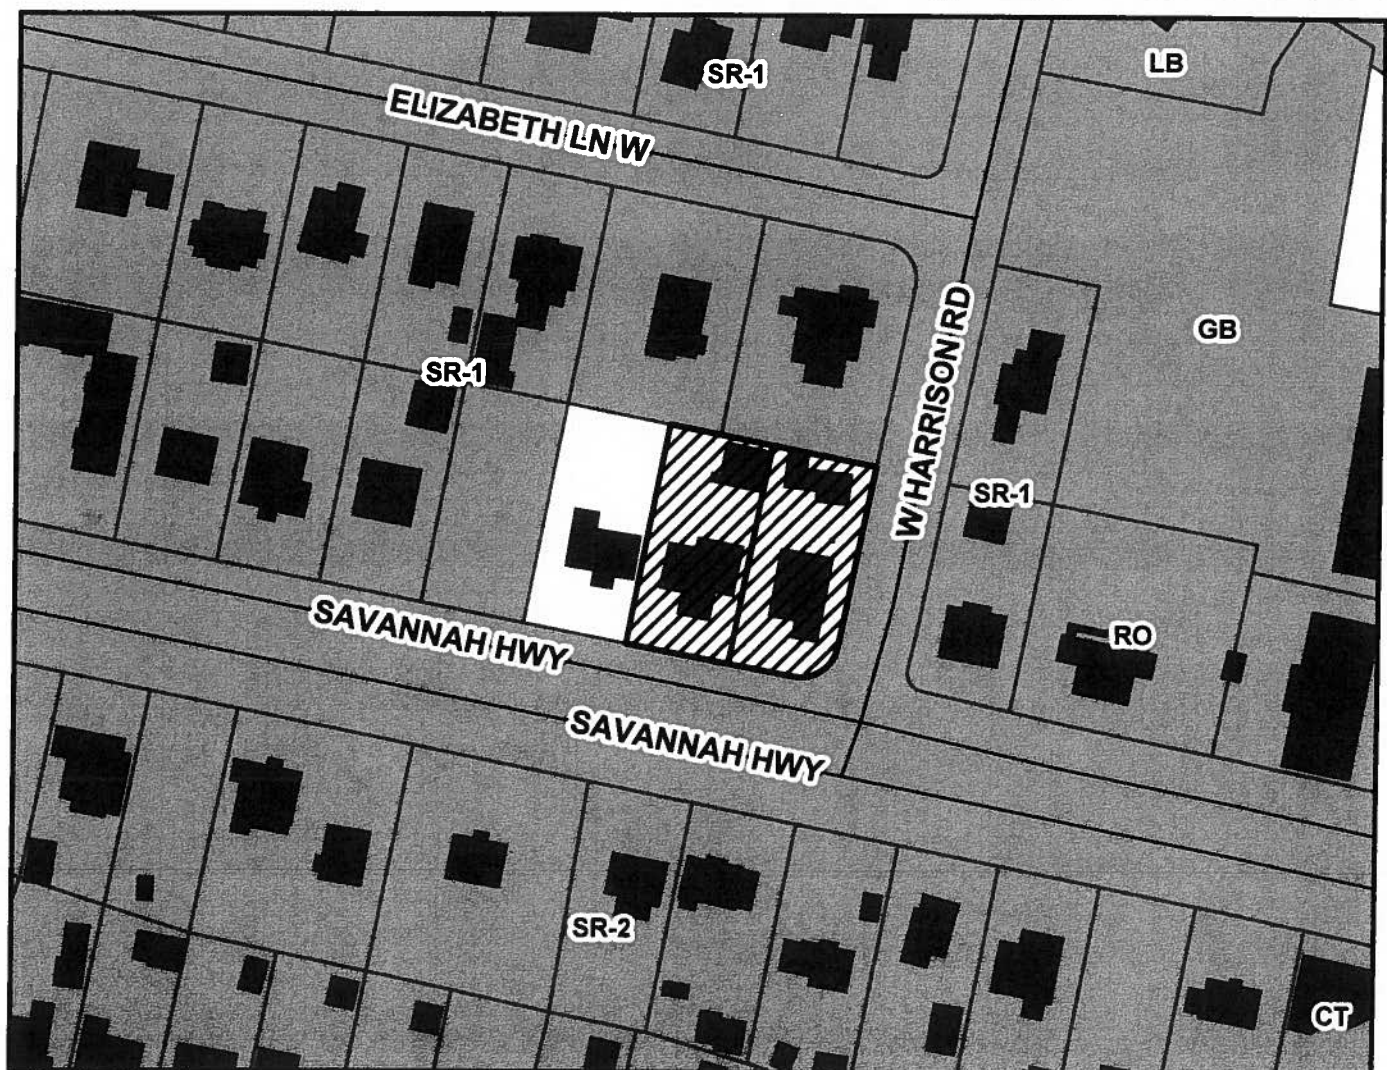 LB
SR-1
ELIZABETH LN W
GB
W HARRISON RD
SR-1
SR-1
SAVANNAH HWY
RO
SAVANNAH HWY
SR-2
CT